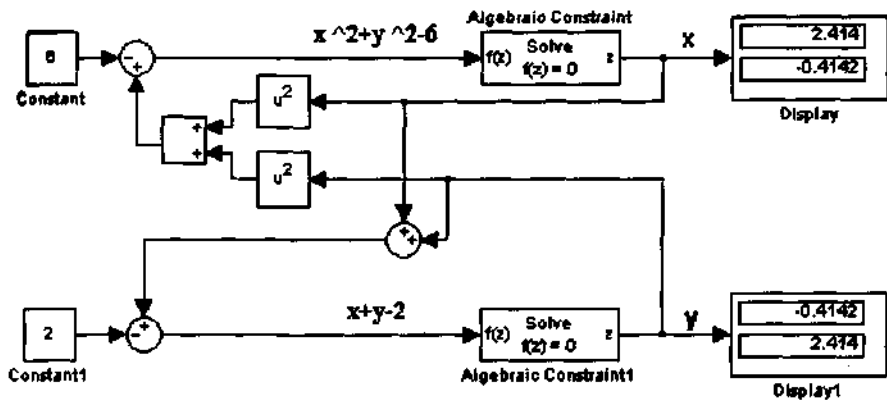 Algebraic Constraint
x ^2+y ^2-6
6
f(z)
Solve
f(z) = 0
z
x
2.414
-0.4142
-
+
Constant
Display
u2
+
+
u2
+
+
x+y-2
2
-
+
f(z)
Solve
f(z) = 0
z
y
-0.4142
2.414
Constant1
Algebraic Constraint1
Display1